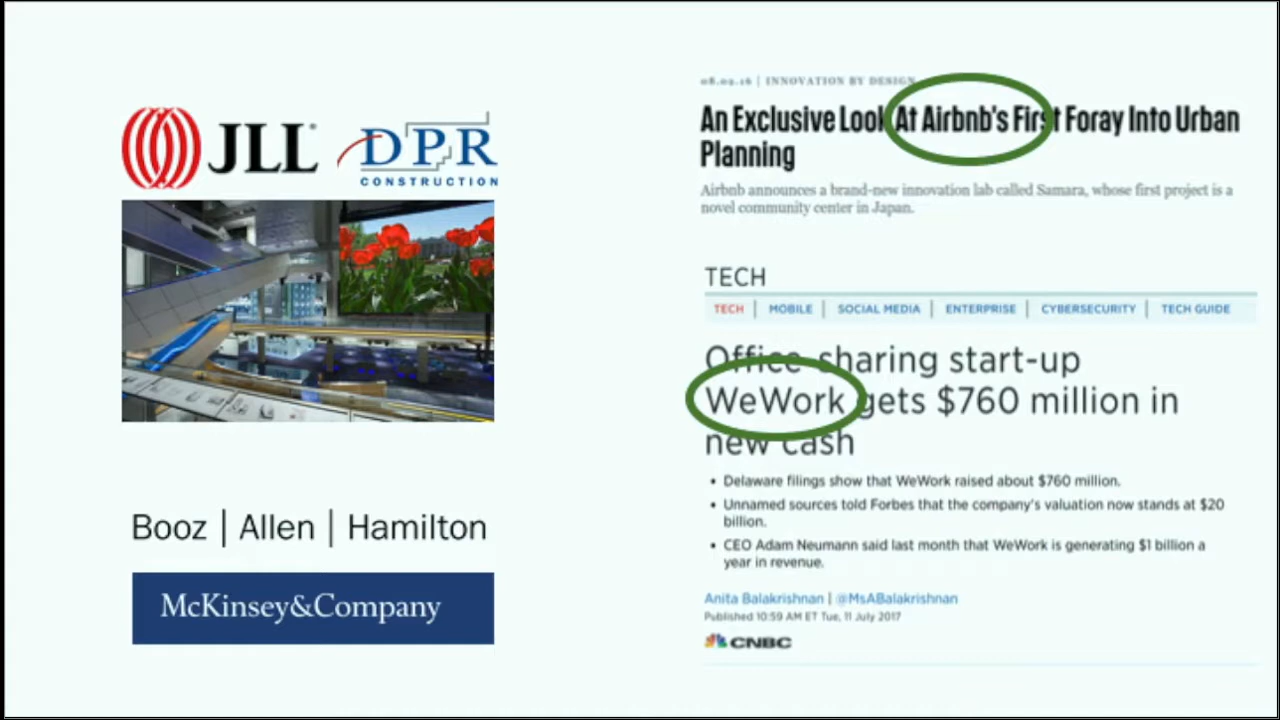 JLL
DPR
CONSTRUCTION
Booz | Allen | Hamilton
McKinsey&Company
08.02.16 | INNOVATION BY DESIGN
An Exclusive Look At Airbnb's First Foray Into Urban
Planning
Airbnb announces a brand-new innovation lab called Samara, whose first project is a
novel community center in Japan.
TECH
TECH | MOBILE | SOCIAL MEDIA | ENTERPRISE | CYBERSECURITY | TECH GUIDE
Office-sharing start-up
WeWork gets $760 million in
new cash
• Delaware filings show that WeWork raised about $760 million.
• Unnamed sources told Forbes that the company's valuation now stands at $20
billion.
• CEO Adam Neumann said last month that WeWork is generating $1 billion a
year in revenue.
Anita Balakrishnan | @MsABalakrishnan
Published 10:59 AM ET Tue, 11 July 2017
CNBC